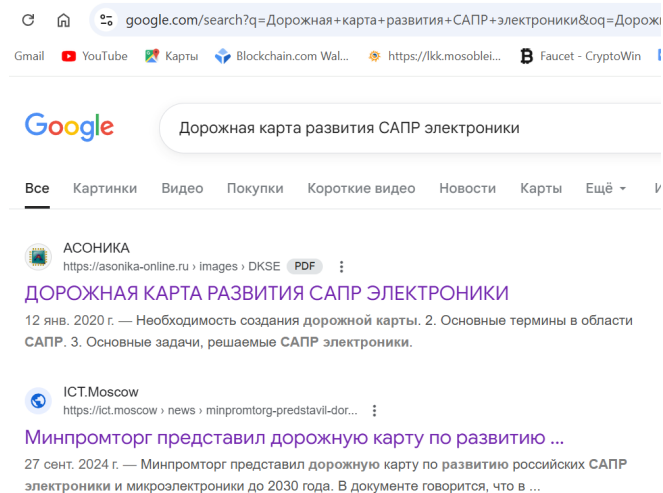 google.com/search?q=Дорожная+карта+развития+САПР+электроники&oq=Дорожн
Gmail YouTube Карты Blockchain.com Wal... https://lkk.mosoblei... Faucet - CryptoWin
Google Дорожная карта развития САПР электроники
Все Картинки Видео Покупки Короткие видео Новости Карты Ещё
АСОНИКА
https://asonika-online.ru › images › DKSE PDF
ДОРОЖНАЯ КАРТА РАЗВИТИЯ САПР ЭЛЕКТРОНИКИ
12 янв. 2020 г. — Необходимость создания дорожной карты. 2. Основные термины в области
САПР. 3. Основные задачи, решаемые САПР электроники.
ICT.Moscow
https://ict.moscow › news › minpromtorg-predstavil-dor...
Минпромторг представил дорожную карту по развитию ...
27 сент. 2024 г. — Минпромторг представил дорожную карту по развитию российских САПР
электроники и микроэлектроники до 2030 года. В документе говорится, что в ...